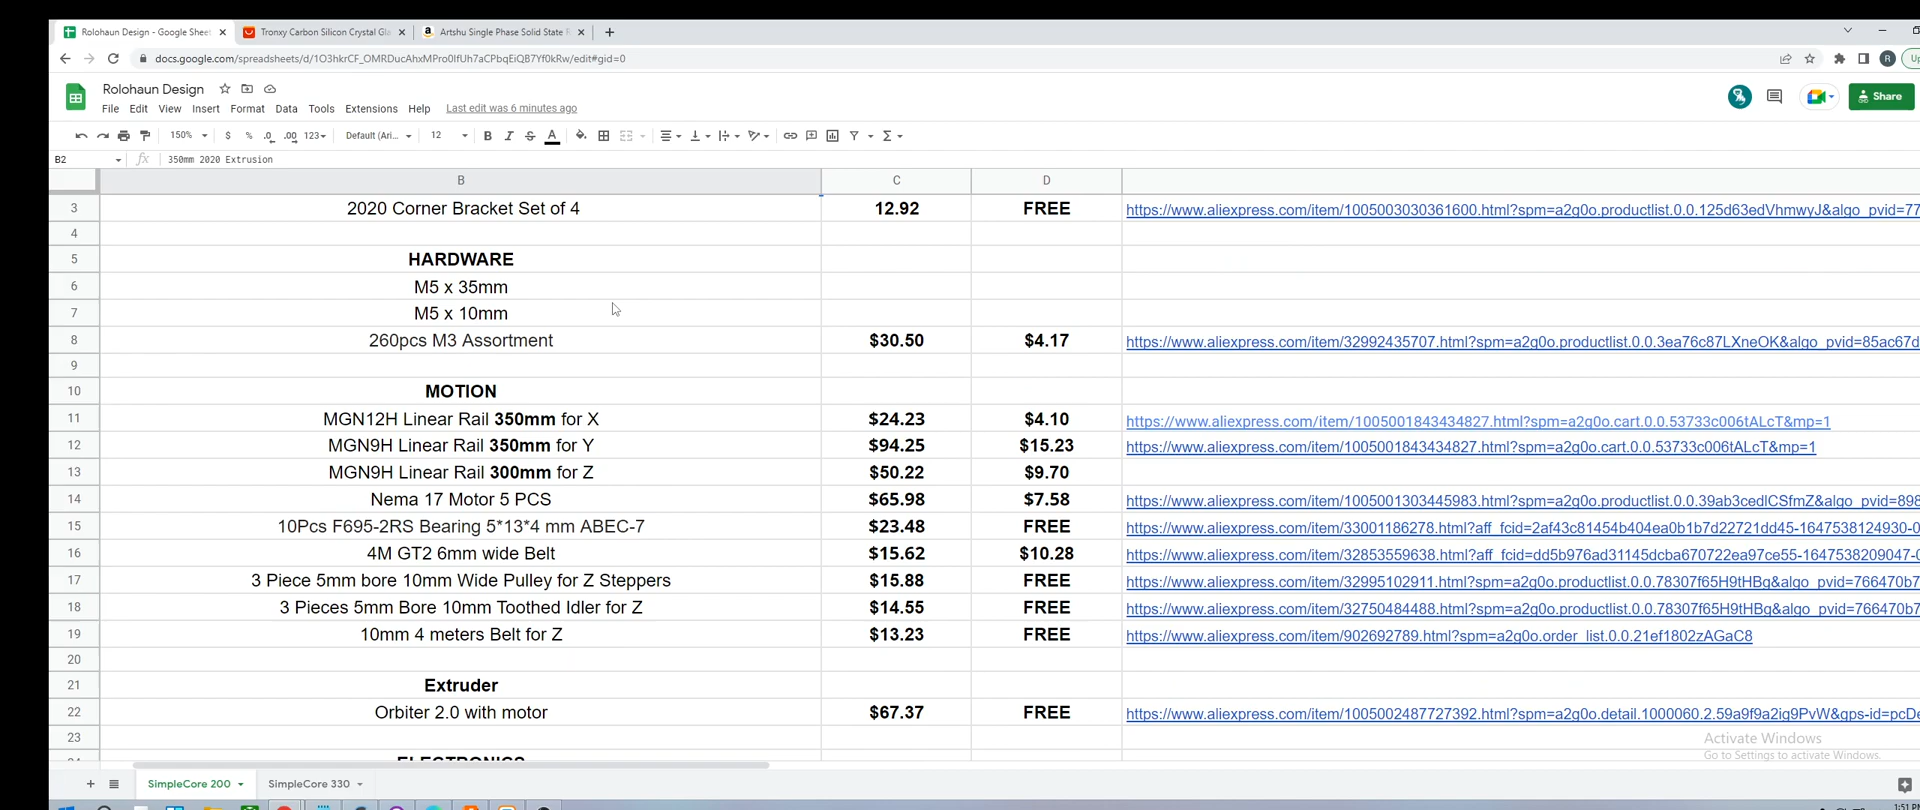 Rolohaun Design - Google Sheet
Tronxy Carbon Silicon Crystal Gla
Artshu Single Phase Solid State R
docs.google.com/spreadsheets/d/1O3hkrCF_OMRDucAhxMPro0lfUh7aCPbqEiQB7Yf0kRw/edit#gid=0
R
Up
Rolohaun Design
File Edit View Insert Format Data Tools Extensions Help Last edit was 6 minutes ago
Share
150% $ % .0 .00 123 Default (Ari... 12 B I S A
B2 fx 350mm 2020 Extrusion
B C D
3 2020 Corner Bracket Set of 4 12.92 FREE https://www.aliexpress.com/item/1005003030361600.html?spm=a2g0o.productlist.0.0.125d63edVhmwyJ&algo_pvid=77
4
5 HARDWARE
6 M5 x 35mm
7 M5 x 10mm
8 260pcs M3 Assortment $30.50 $4.17 https://www.aliexpress.com/item/32992435707.html?spm=a2g0o.productlist.0.0.3ea76c87LXneOK&algo_pvid=85ac67d
9
10 MOTION
11 MGN12H Linear Rail 350mm for X $24.23 $4.10 https://www.aliexpress.com/item/1005001843434827.html?spm=a2g0o.cart.0.0.53733c006tALcT&mp=1
12 MGN9H Linear Rail 350mm for Y $94.25 $15.23 https://www.aliexpress.com/item/1005001843434827.html?spm=a2g0o.cart.0.0.53733c006tALcT&mp=1
13 MGN9H Linear Rail 300mm for Z $50.22 $9.70
14 Nema 17 Motor 5 PCS $65.98 $7.58 https://www.aliexpress.com/item/1005001303445983.html?spm=a2g0o.productlist.0.0.39ab3cedlCSfmZ&algo_pvid=898
15 10Pcs F695-2RS Bearing 5*13*4 mm ABEC-7 $23.48 FREE https://www.aliexpress.com/item/33001186278.html?aff_fcid=2af43c81454b404ea0b1b7d22721dd45-1647538124930-0
16 4M GT2 6mm wide Belt $15.62 $10.28 https://www.aliexpress.com/item/32853559638.html?aff_fcid=dd5b976ad31145dcba670722ea97ce55-1647538209047-0
17 3 Piece 5mm bore 10mm Wide Pulley for Z Steppers $15.88 FREE https://www.aliexpress.com/item/32995102911.html?spm=a2g0o.productlist.0.0.78307f65H9tHBg&algo_pvid=766470b7
18 3 Pieces 5mm Bore 10mm Toothed Idler for Z $14.55 FREE https://www.aliexpress.com/item/32750484488.html?spm=a2g0o.productlist.0.0.78307f65H9tHBg&algo_pvid=766470b7
19 10mm 4 meters Belt for Z $13.23 FREE https://www.aliexpress.com/item/902692789.html?spm=a2g0o.order_list.0.0.21ef1802zAGaC8
20
21 Extruder
22 Orbiter 2.0 with motor $67.37 FREE https://www.aliexpress.com/item/1005002487727392.html?spm=a2g0o.detail.1000060.2.59a9f9a2ig9PvW&gps-id=pcDe
23
ELECTRONICS
Activate Windows
Go to Settings to activate Windows.
SimpleCore 200 SimpleCore 330
1:51 PM